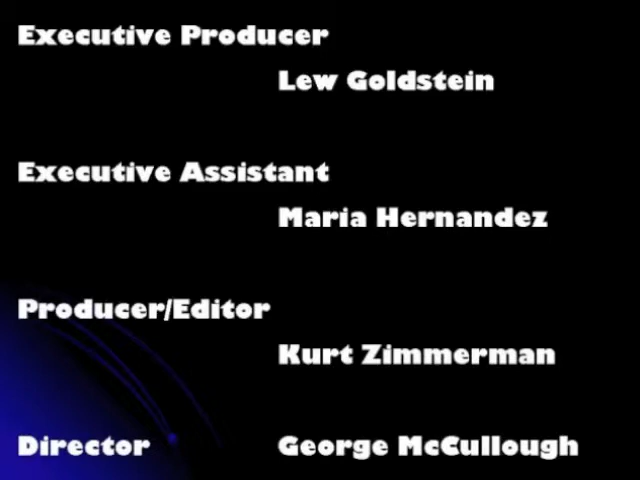 Executive Producer
Lew Goldstein
Executive Assistant
Maria Hernandez
Producer/Editor
Kurt Zimmerman
Director George McCullough